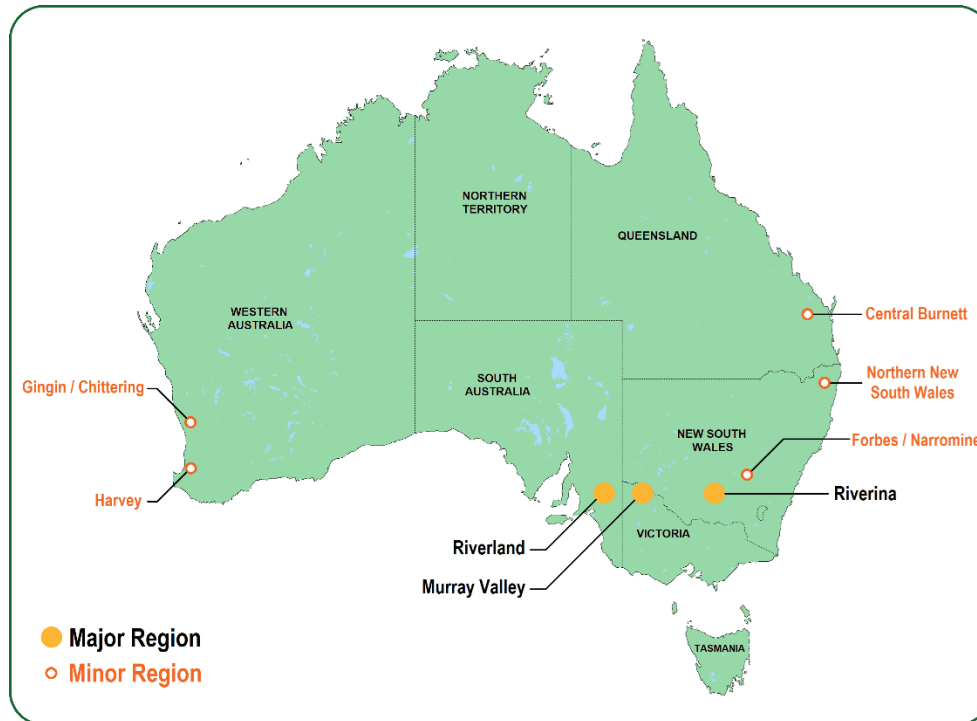 NORTHERN
TERRITORY
QUEENSLAND
WESTERN
AUSTRALIA
Central Burnett
SOUTH
AUSTRALIA
Northern New
South Wales
Gingin / Chittering
NEW SOUTH
WALES
Forbes / Narromine
Harvey
Riverina
VICTORIA
Riverland
Murray Valley
Major Region
Minor Region
TASMANIA